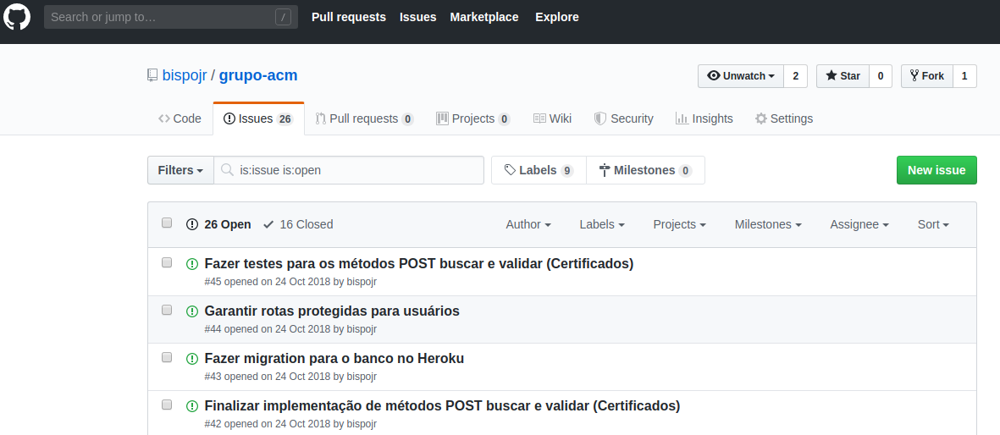 Search or jump to… / Pull requests Issues Marketplace Explore
bispojr / grupo-acm Unwatch 2 Star 0 Fork 1
Code Issues 26 Pull requests 0 Projects 0 Wiki Security Insights Settings
Filters is:issue is:open Labels 9 Milestones 0 New issue
26 Open 16 Closed Author Labels Projects Milestones Assignee Sort
Fazer testes para os métodos POST buscar e validar (Certificados)
#45 opened on 24 Oct 2018 by bispojr
Garantir rotas protegidas para usuários
#44 opened on 24 Oct 2018 by bispojr
Fazer migration para o banco no Heroku
#43 opened on 24 Oct 2018 by bispojr
Finalizar implementação de métodos POST buscar e validar (Certificados)
#42 opened on 24 Oct 2018 by bispojr